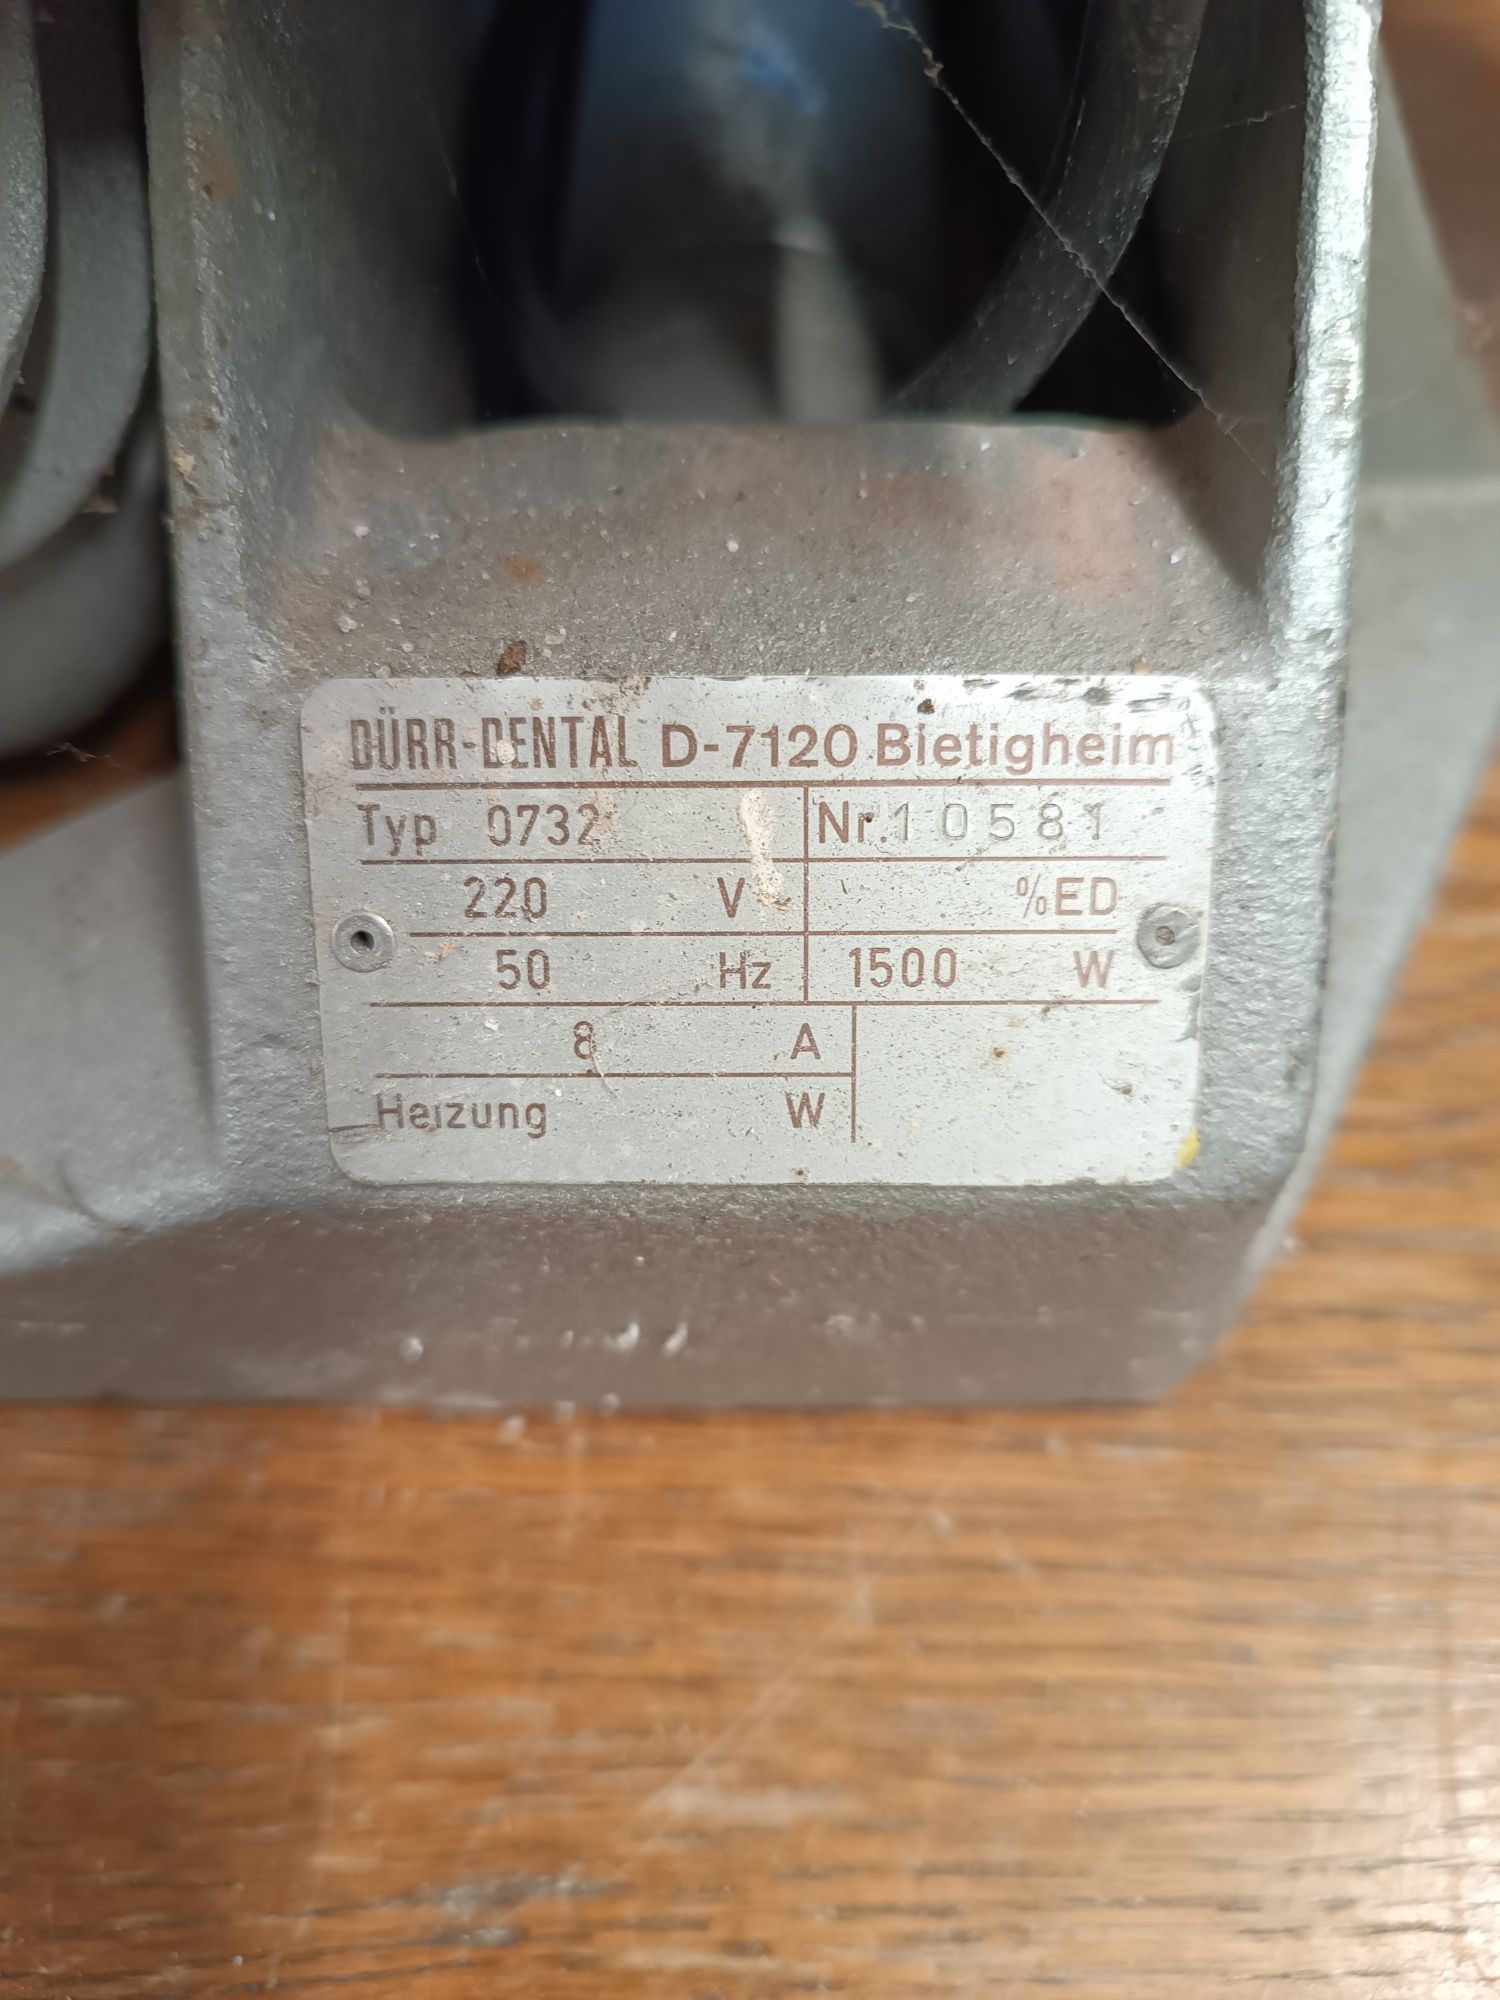 DÜRR-DENTAL D-7120 Bietigheim
Typ 0732 Nr. 10581
220 V %ED
50 Hz 1500 W
8 A
Heizung W